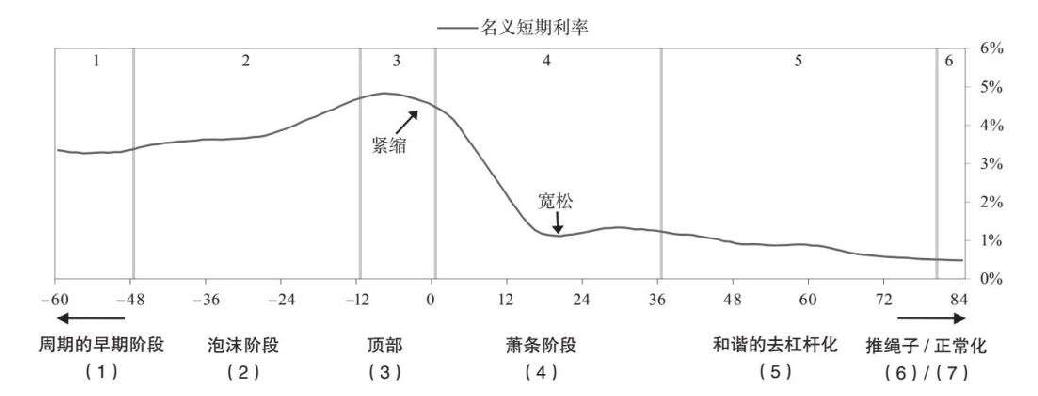 名义短期利率
1 2 3 4 5 6
6%
5%
4%
3%
2%
1%
0%
紧缩
宽松
-60 -48 -36 -24 -12 0 12 24 36 48 60 72 84
周期的早期阶段 泡沫阶段 顶部 萧条阶段 和谐的去杠杆化 推绳子/正常化
(1) (2) (3) (4) (5) (6)/(7)